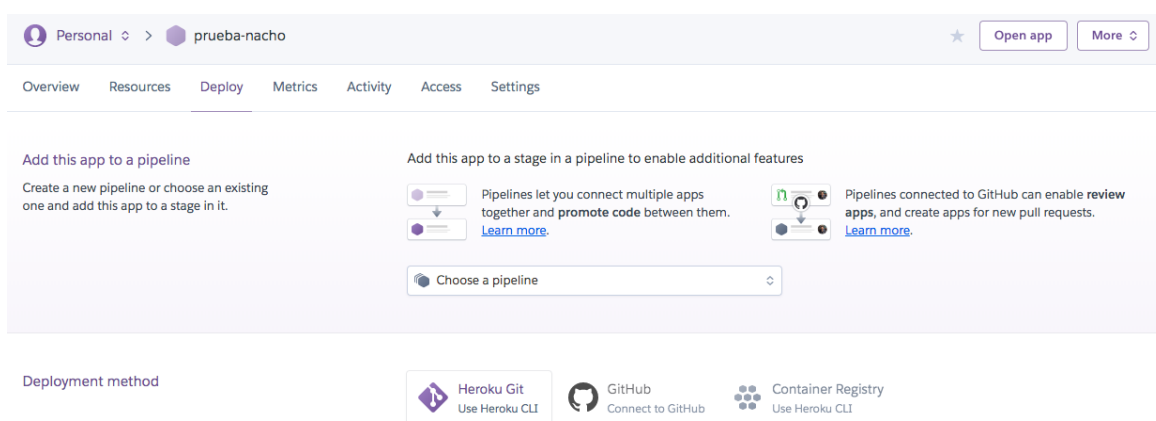 Personal > prueba-nacho Open app More
Overview Resources Deploy Metrics Activity Access Settings
Add this app to a pipeline
Create a new pipeline or choose an existing
one and add this app to a stage in it.
Add this app to a stage in a pipeline to enable additional features
Pipelines let you connect multiple apps
together and promote code between them.
Learn more.
Pipelines connected to GitHub can enable review
apps, and create apps for new pull requests.
Learn more.
Choose a pipeline
Deployment method
Heroku Git
Use Heroku CLI
GitHub
Connect to GitHub
Container Registry
Use Heroku CLI